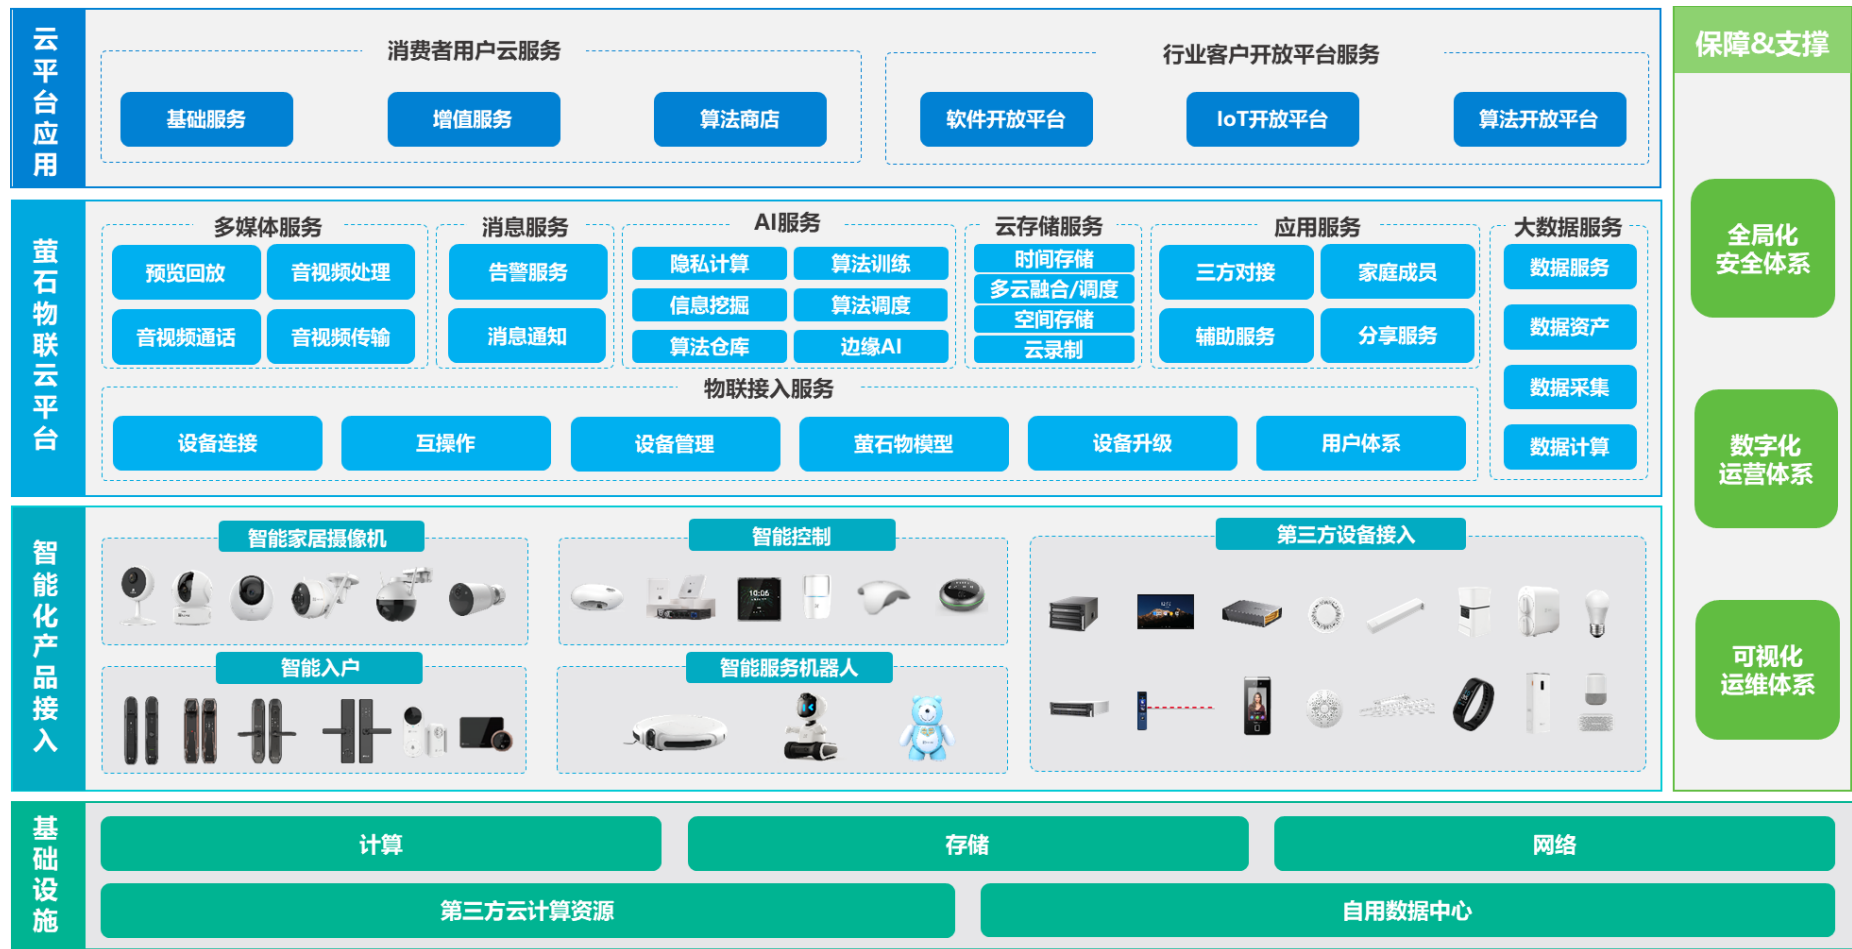 云平台应用
消费者用户云服务
基础服务
增值服务
算法商店
行业客户开放平台服务
软件开放平台
IoT开放平台
算法开放平台
萤石物联云平台
多媒体服务
预览回放
音视频处理
音视频通话
音视频传输
消息服务
告警服务
消息通知
AI服务
隐私计算
算法训练
信息挖掘
算法调度
算法仓库
边缘AI
云存储服务
时间存储
多云融合/调度
空间存储
云录制
应用服务
三方对接
家庭成员
辅助服务
分享服务
大数据服务
数据服务
数据资产
数据采集
数据计算
物联接入服务
设备连接
互操作
设备管理
萤石物模型
设备升级
用户体系
智能化产品接入
智能家居摄像机
智能控制
10:06
第三方设备接入
智能入户
智能服务机器人
基础设施
计算
存储
网络
第三方云计算资源
自用数据中心
保障&支撑
全局化
安全体系
数字化
运营体系
可视化
运维体系